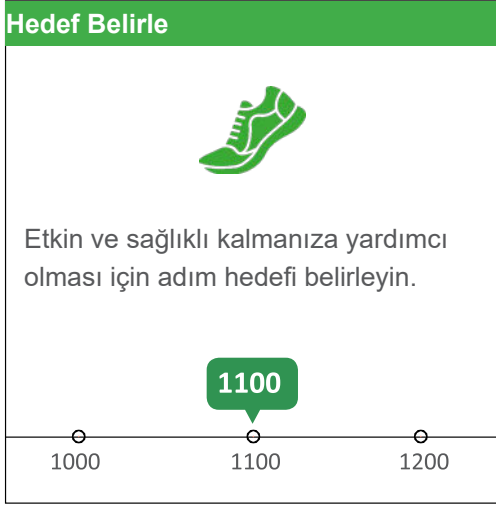 Hedef Belirle
Etkin ve sağlıklı kalmanıza yardımcı
olması için adım hedefi belirleyin.
1100
1000 1100 1200